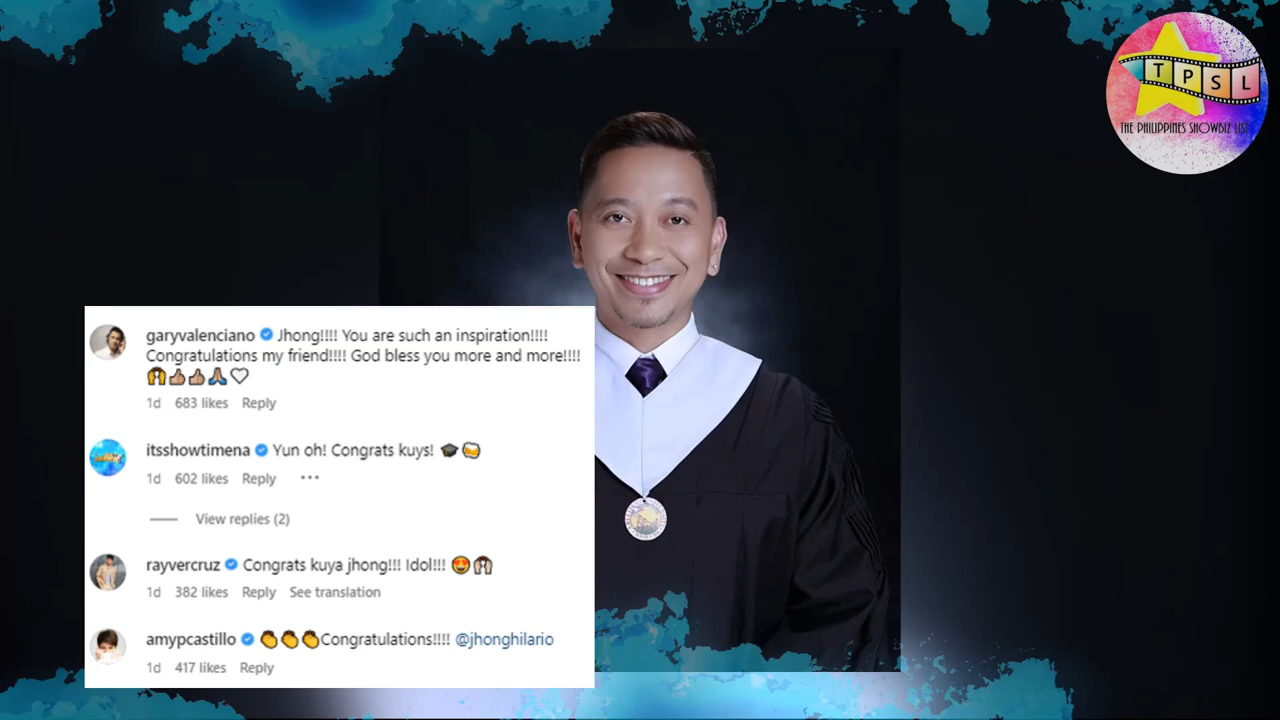 T P S L
THE PHILIPPINES SHOWBIZ LIST
garyvalenciano Jhong!!!! You are such an inspiration!!!!
Congratulations my friend!!!! God bless you more and more!!!!
🙌👍🏽👍🏽🙏🏽🤍
1d 683 likes Reply
itsshowtimena Yun oh! Congrats kuys! 🎓🍻
1d 602 likes Reply ...
View replies (2)
rayvercruz Congrats kuya jhong!!! Idol!!! 😍🙌
1d 382 likes Reply See translation
amypcastillo 👏👏👏Congratulations!!!! @jhonghilario
1d 417 likes Reply